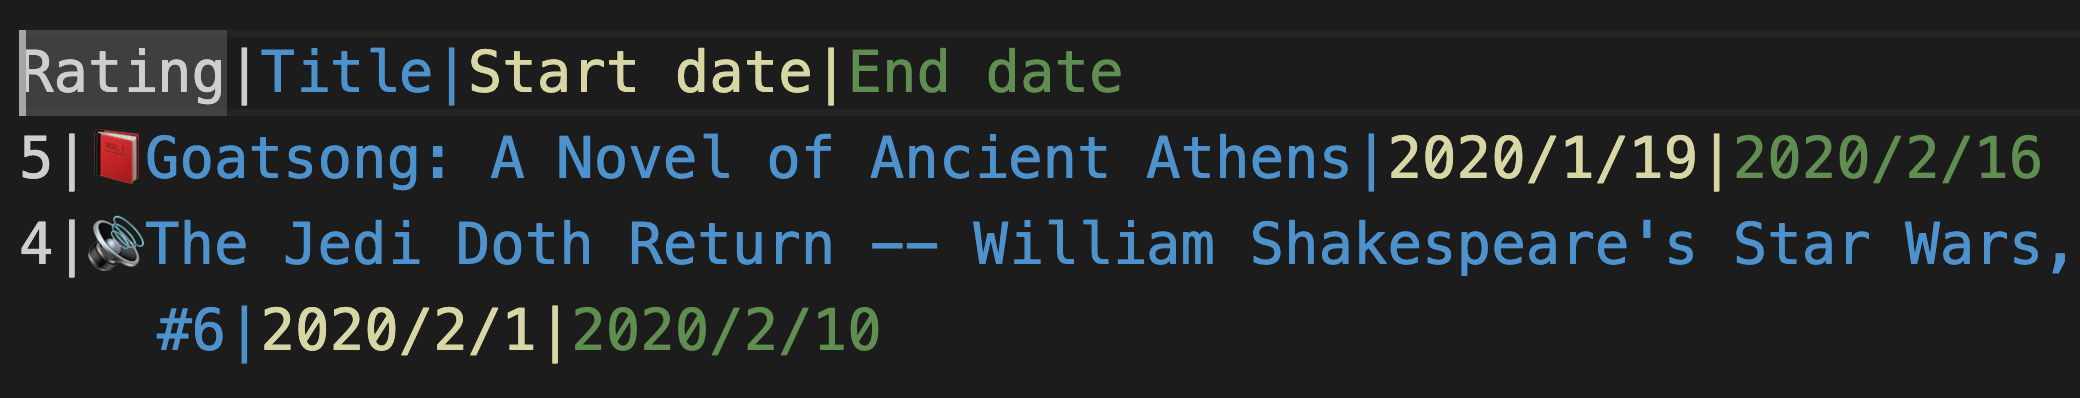 Rating|Title|Start date|End date
5|📕Goatsong: A Novel of Ancient Athens|2020/1/19|2020/2/16
4|🔊The Jedi Doth Return -- William Shakespeare's Star Wars,
#6|2020/2/1|2020/2/10